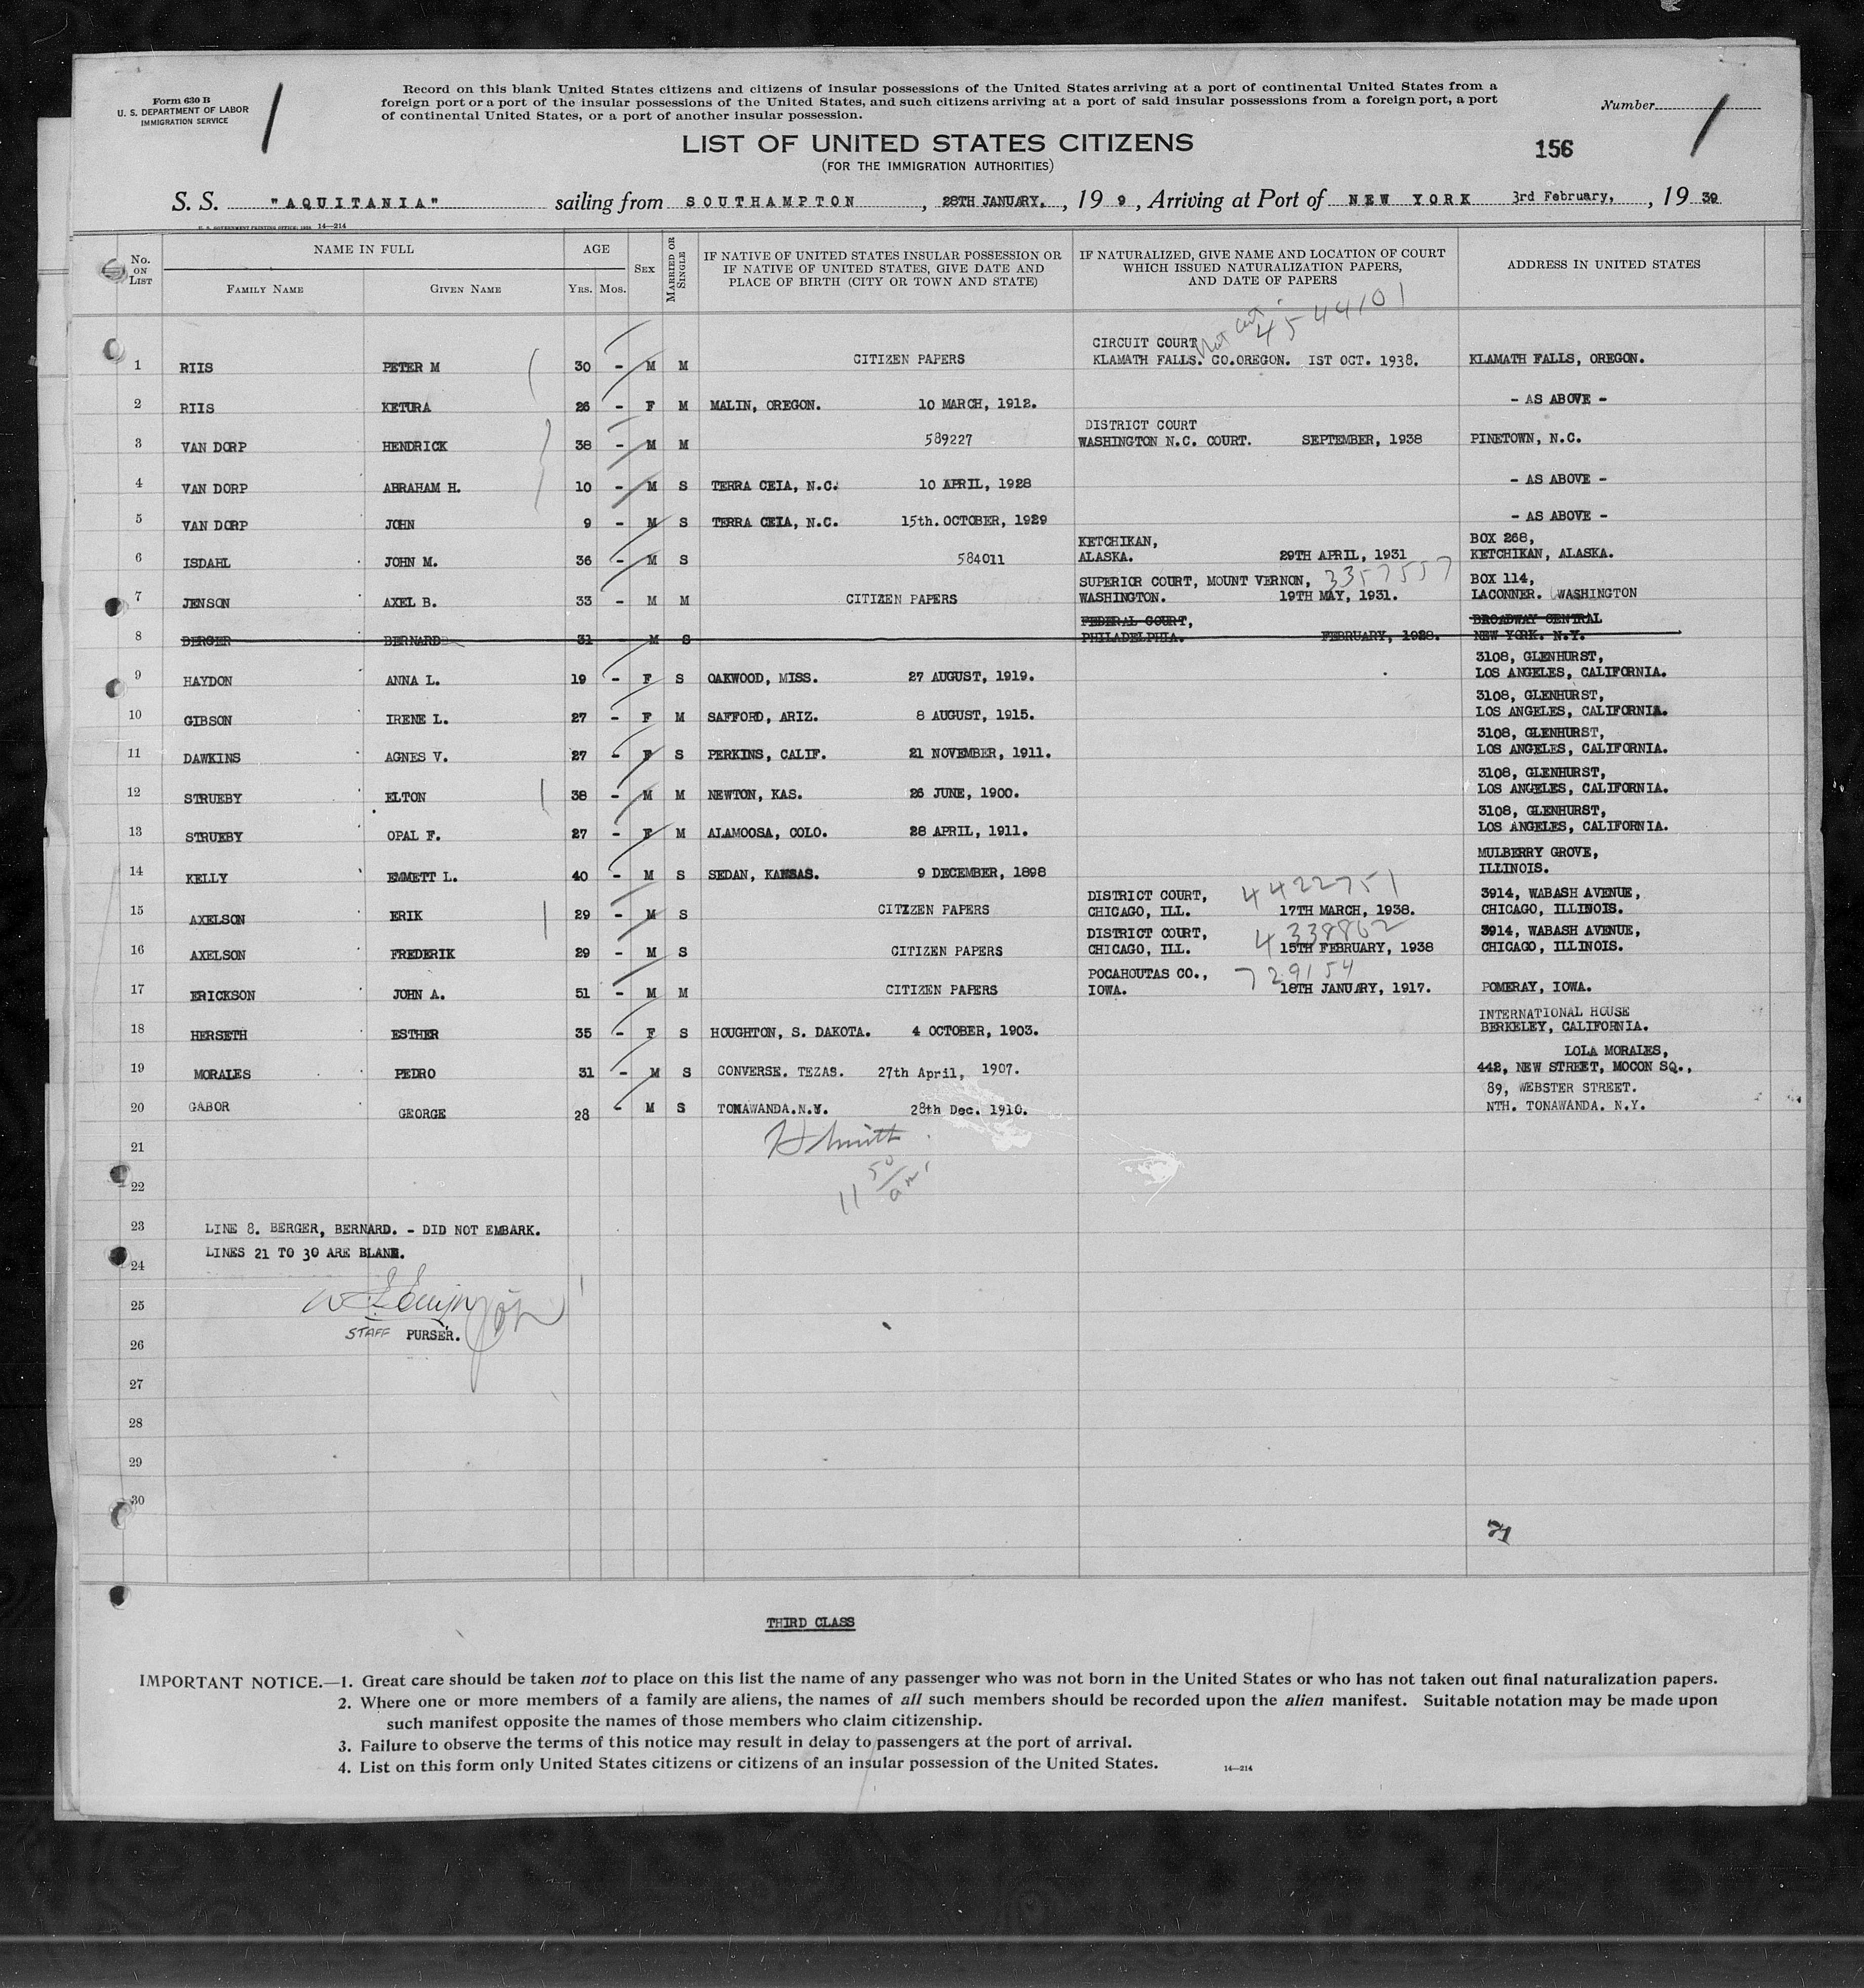 Form 630 B
U. S. DEPARTMENT OF LABOR
IMMIGRATION SERVICE
Record on this blank United States citizens and citizens of insular possessions of the United States arriving at a port of continental United States from a
foreign port or a port of the insular possessions of the United States, and such citizens arriving at a port of said insular possessions from a foreign port, a port
of continental United States, or a port of another insular possession.
Number
LIST OF UNITED STATES CITIZENS
(FOR THE IMMIGRATION AUTHORITIES)
156
S. S. "AQUITANIA" sailing from SOUTHAMPTON, 28TH JANUARY., 19 9, Arriving at Port of NEW YORK 3rd February, , 19 39
U. S. GOVERNMENT PRINTING OFFICE: 14—214
No. ON LIST NAME IN FULL AGE SEX MARRIED OR SINGLE IF NATIVE OF UNITED STATES INSULAR POSSESSION OR IF NATIVE OF UNITED STATES, GIVE DATE AND PLACE OF BIRTH (CITY OR TOWN AND STATE) IF NATURALIZED, GIVE NAME AND LOCATION OF COURT WHICH ISSUED NATURALIZATION PAPERS, AND DATE OF PAPERS ADDRESS IN UNITED STATES
FAMILY NAME GIVEN NAME YRS. MOS.
4544101
CIRCUIT COURT
1 RIIS PETER M 30 - M M CITIZEN PAPERS KLAMATH FALLS. CO.OREGON. IST OCT. 1938. KLAMATH FALLS, OREGON.
2 RIIS KETURA 26 - F M MALIN, OREGON. 10 MARCH, 1912. - AS ABOVE -
DISTRICT COURT
3 VAN DORP HENDRICK 38 - M M 589227 WASHINGTON N.C. COURT. SEPTEMBER, 1938 PINETOWN, N.C.
4 VAN DORP ABRAHAM H. 10 - M S TERRA CEIA, N.C. 10 APRIL, 1928 - AS ABOVE -
5 VAN DORP JOHN 9 - M S TERRA CEIA, N.C. 15th. OCTOBER, 1929 - AS ABOVE -
KETCHIKAN, BOX 268,
6 ISDAHL JOHN M. 36 - M S 584011 ALASKA. 29TH APRIL, 1931 KETCHIKAN, ALASKA.
SUPERIOR COURT, MOUNT VERNON, 3357557 BOX 114,
7 JENSON AXEL B. 33 - M M CITIZEN PAPERS WASHINGTON. 19TH MAY, 1931. LACONNER. WASHINGTON
FEDERAL COURT, BROADWAY CENTRAL
8 BERGER BERNARD 31 M S PHILADELPHIA. FEBRUARY, 1928. NEW YORK. N.Y.
3108, GLENHURST,
9 HAYDON ANNA L. 19 - F S OAKWOOD, MISS. 27 AUGUST, 1919. LOS ANGELES, CALIFORNIA.
3108, GLENHURST,
10 GIBSON IRENE L. 27 - F M SAFFORD, ARIZ. 8 AUGUST, 1915. LOS ANGELES, CALIFORNIA.
3108, GLENHURST,
11 DAWKINS AGNES V. 27 - F S PERKINS, CALIF. 21 NOVEMBER, 1911. LOS ANGELES, CALIFORNIA.
3108, GLENHURST,
12 STRUEBY ELTON 38 - M M NEWTON, KAS. 26 JUNE, 1900. LOS ANGELES, CALIFORNIA.
3108, GLENHURST,
13 STRUEBY OPAL F. 27 - F M ALAMOOSA, COLO. 28 APRIL, 1911. LOS ANGELES, CALIFORNIA.
MULBERRY GROVE,
14 KELLY EMMETT L. 40 - M S SEDAN, KANSAS. 9 DECEMBER, 1898 ILLINOIS.
DISTRICT COURT, 4422751 3914, WABASH AVENUE,
15 AXELSON ERIK 29 - M S CITIZEN PAPERS CHICAGO, ILL. 17TH MARCH, 1938. CHICAGO, ILLINOIS.
DISTRICT COURT, 4338862 3914, WABASH AVENUE,
16 AXELSON FREDERIK 29 - M S CITIZEN PAPERS CHICAGO, ILL. 15TH FEBRUARY, 1938 CHICAGO, ILLINOIS.
POCAHOUTAS CO., 729154
17 ERICKSON JOHN A. 51 - M M CITIZEN PAPERS IOWA. 18TH JANUARY, 1917. POMERAY, IOWA.
INTERNATIONAL HOUSE
18 HERSETH ESTHER 35 - F S HOUGHTON, S. DAKOTA. 4 OCTOBER, 1903. BERKELEY, CALIFORNIA.
LOLA MORALES,
19 MORALES PEDRO 31 - M S CONVERSE. TEZAS. 27th April, 1907. 442, NEW STREET, MOCON SQ.,
89, WEBSTER STREET.
20 GABOR GEORGE 28 - M S TONAWANDA.N.Y. 28th Dec. 1910. NTH. TONAWANDA. N.Y.
21 H Smith
22 11 50/am.
23 LINE 8. BERGER, BERNARD. - DID NOT EMBARK.
LINES 21 TO 30 ARE BLANK.
24
25
STAFF PURSER.
26
27
28
29
30
THIRD CLASS
IMPORTANT NOTICE.—1. Great care should be taken not to place on this list the name of any passenger who was not born in the United States or who has not taken out final naturalization papers.
2. Where one or more members of a family are aliens, the names of all such members should be recorded upon the alien manifest. Suitable notation may be made upon
such manifest opposite the names of those members who claim citizenship.
3. Failure to observe the terms of this notice may result in delay to passengers at the port of arrival.
4. List on this form only United States citizens or citizens of an insular possession of the United States.
14—214